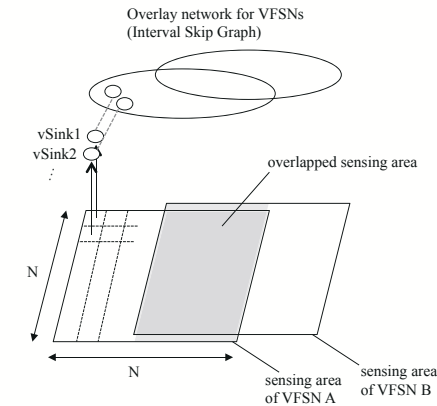 Overlay network for VFSNs
(Interval Skip Graph)
vSink1
vSink2
⋮
overlapped sensing area
N
N
sensing area
of VFSN A
sensing area
of VFSN B